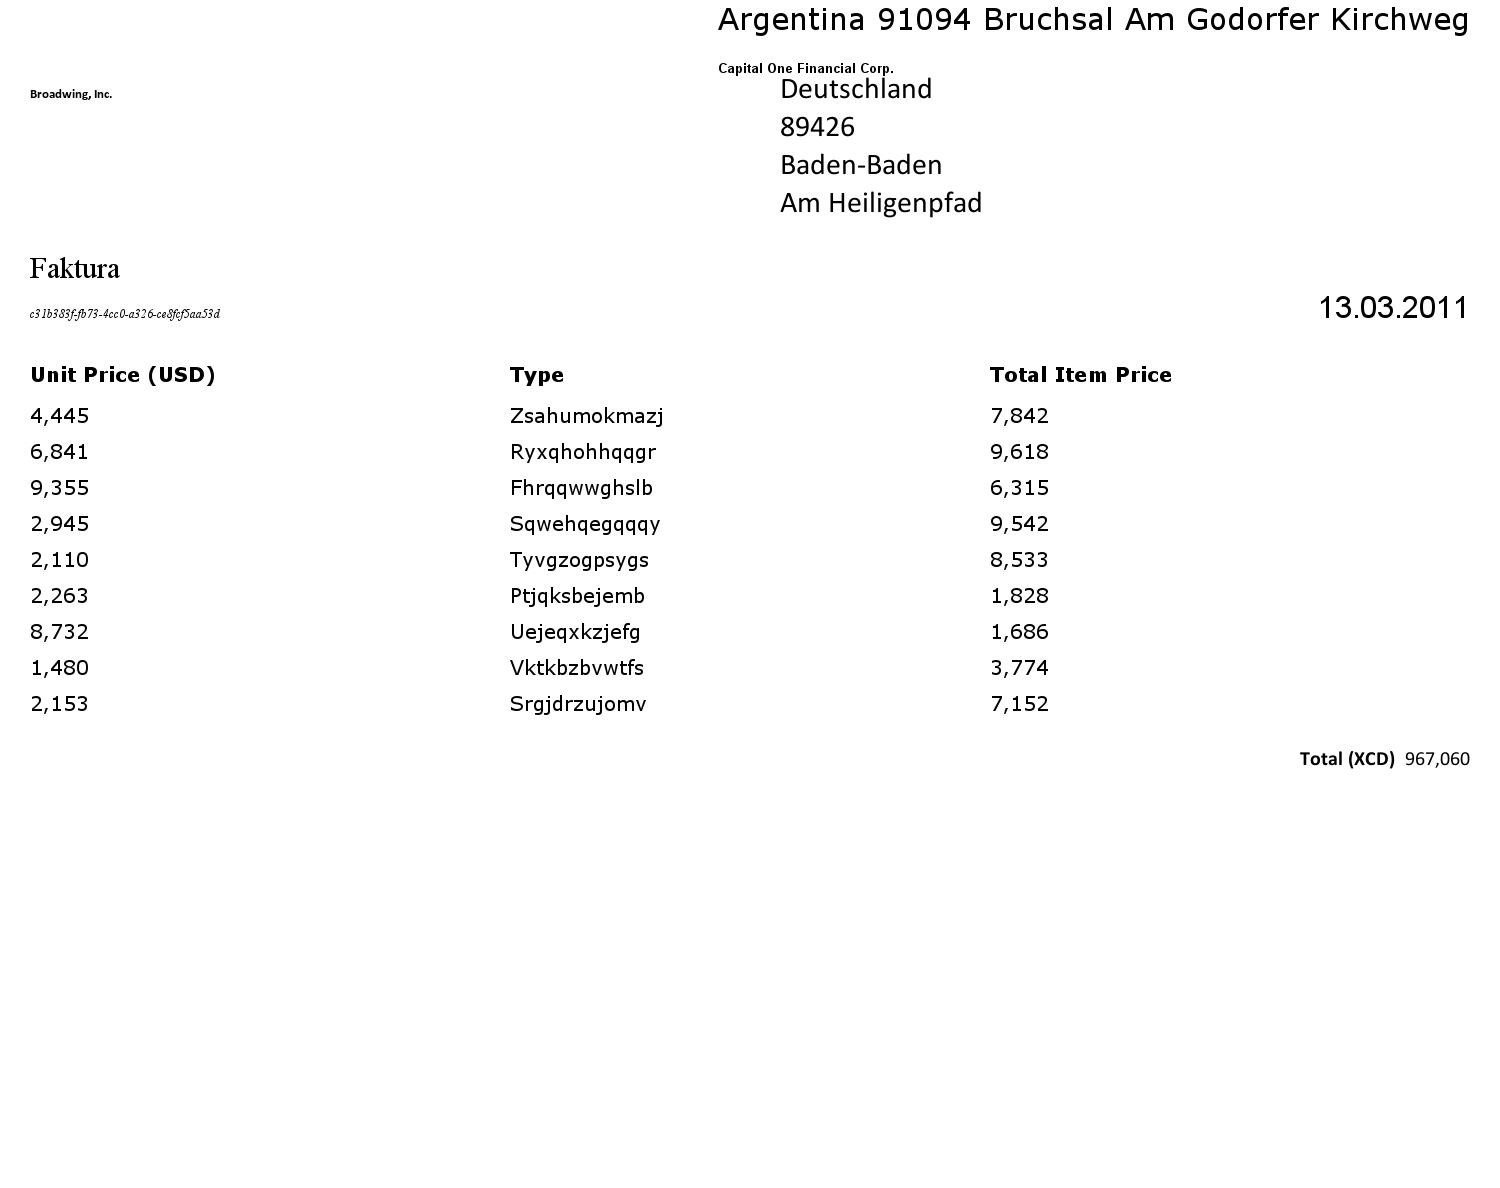 Argentina 91094 Bruchsal Am Godorfer Kirchweg
Capital One Financial Corp.
Broadwing, Inc.
Deutschland
89426
Baden-Baden
Am Heiligenpfad
Faktura
c31b383f-fb73-4cc0-a326-ce8fcf5aa53d
13.03.2011
Unit Price (USD) Type Total Item Price
4,445 Zsahumokmazj 7,842
6,841 Ryxqhohhqqgr 9,618
9,355 Fhrqqwwghslb 6,315
2,945 Sqwehqegqqqy 9,542
2,110 Tyvgzogpsygs 8,533
2,263 Ptjqksbejemb 1,828
8,732 Uejeqxkzjefg 1,686
1,480 Vktkbzbvwtfs 3,774
2,153 Srgjdrzujomv 7,152
Total (XCD) 967,060